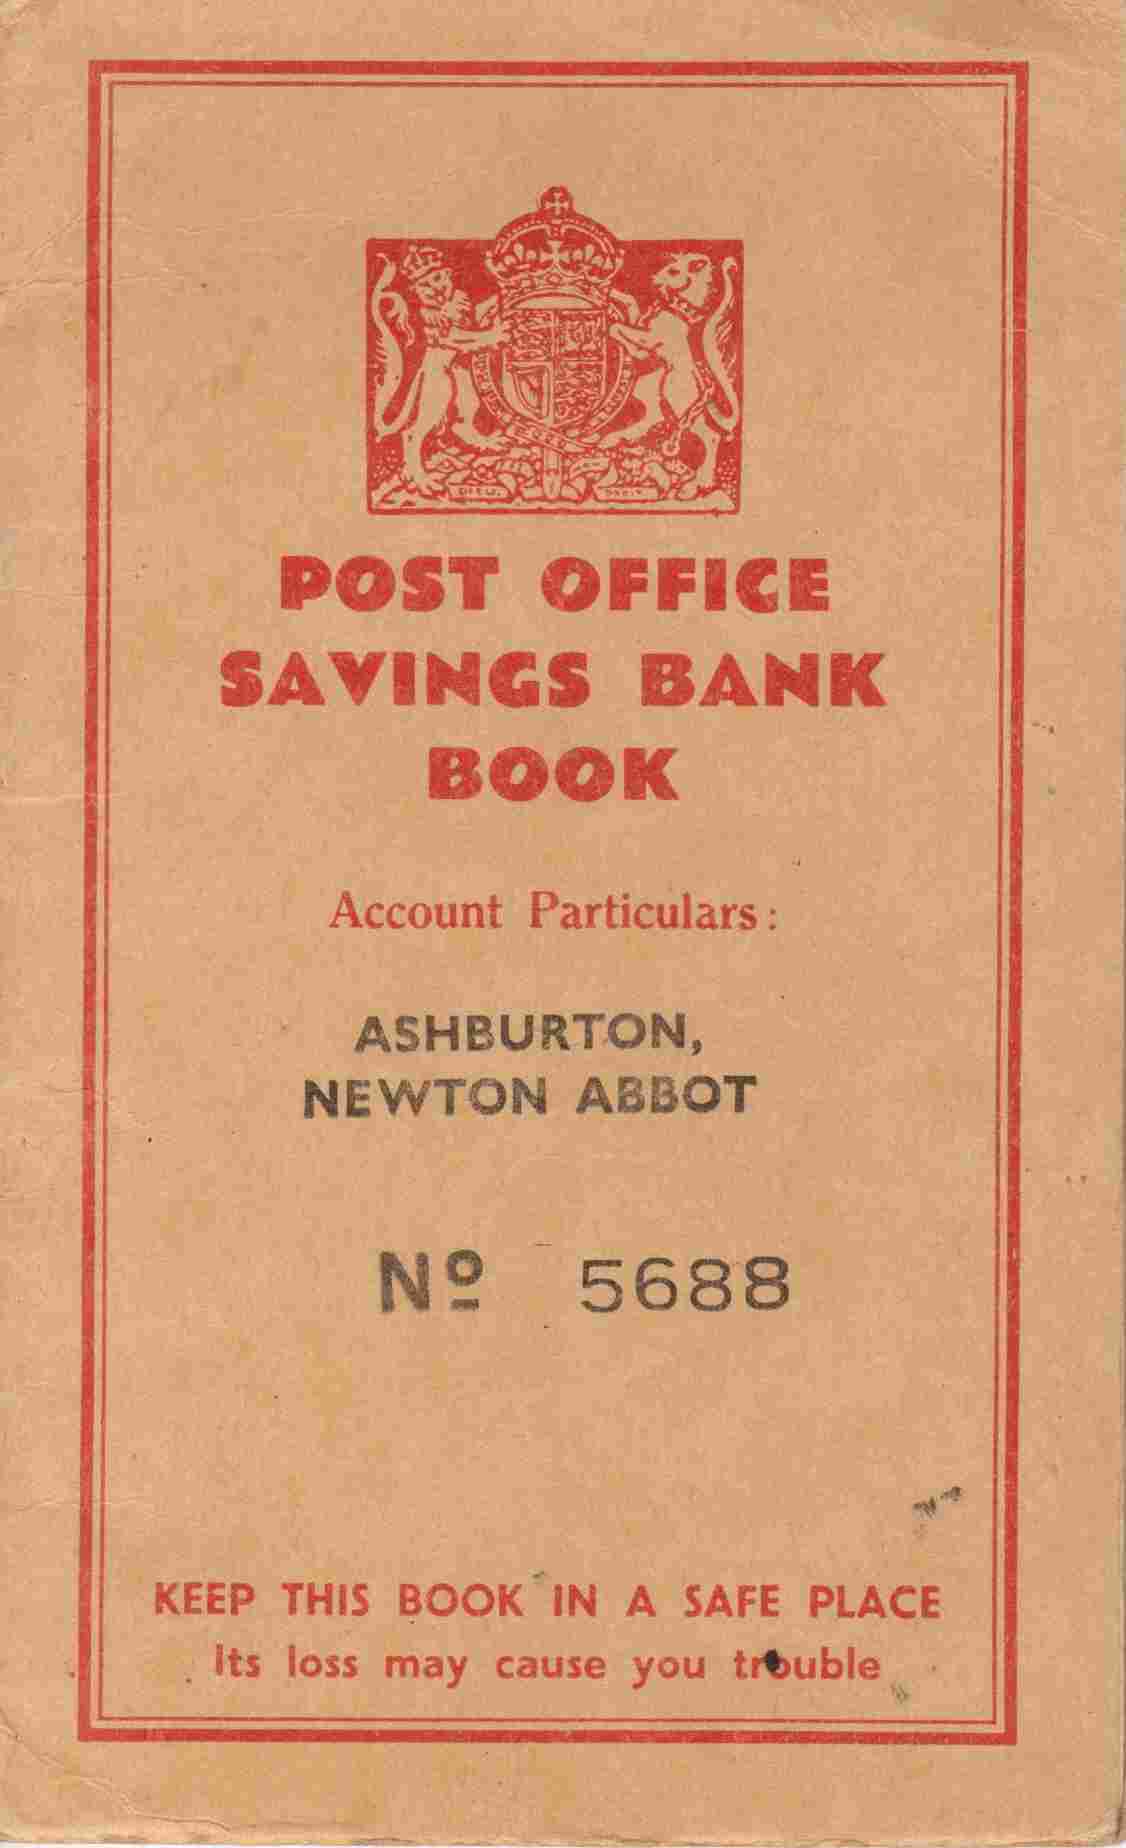 POST OFFICE
SAVINGS BANK
BOOK
Account Particulars:
ASHBURTON,
NEWTON ABBOT
Nº 5688
KEEP THIS BOOK IN A SAFE PLACE
Its loss may cause you trouble